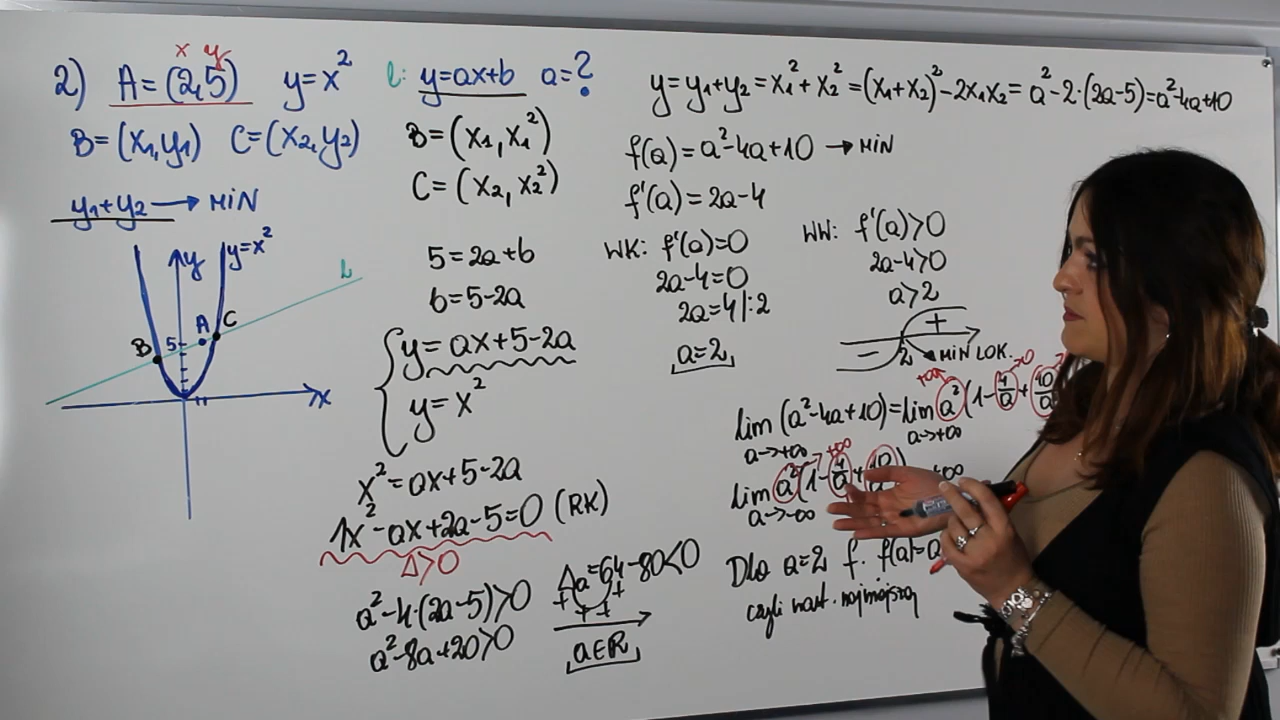 x y
2) A=(2,5) y=x²
B=(x₁,y₁) C=(x₂,y₂)
y₁+y₂→MIN
y
y=x²
l
A
C
B
5
x
l: y=ax+b a=?
B=(x₁,x₁²)
C=(x₂,x₂²)
5=2a+b
b=5-2a
{y=ax+5-2a
y=x²
x²=ax+5-2a
1x²-ax+2a-5=0 (RK)
Δ>0
a²-4·(2a-5)>0
a²-8a+20>0
Δa=64-80<0
+ + + +
a∈R
y=y₁+y₂=x₁²+x₂²=(x₁+x₂)²-2x₁x₂=a²-2·(2a-5)=a²-4a+10
f(a)=a²-4a+10→MIN
f'(a)=2a-4
WK: f'(a)=0
2a-4=0
2a=4|:2
a=2
WW: f'(a)>0
2a-4>0
a>2
- 2 +
MIN LOK.
+∞ →0
lim (a²-4a+10)=lim a²(1-4/a+10/a
a→+∞ a→+∞
+∞
lim a²(1-4/a+10
a→-∞
+∞
Dla a=2 f. f(a)=a
czyli wart. najmniejszą